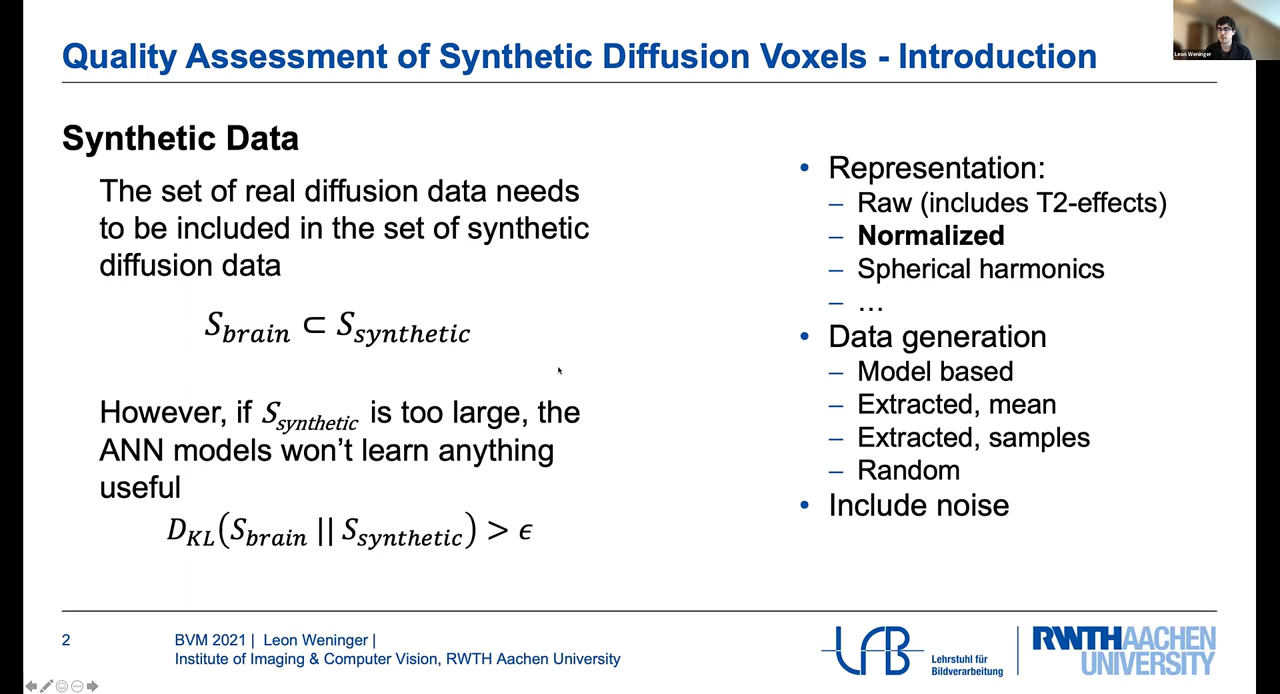 Quality Assessment of Synthetic Diffusion Voxels - Introduction
Leon Weninger
Synthetic Data
The set of real diffusion data needs
to be included in the set of synthetic
diffusion data
S_brain ⊂ S_synthetic
However, if S_synthetic is too large, the
ANN models won't learn anything
useful
D_KL(S_brain || S_synthetic) > ϵ
• Representation:
– Raw (includes T2-effects)
– Normalized
– Spherical harmonics
– …
• Data generation
– Model based
– Extracted, mean
– Extracted, samples
– Random
• Include noise
2
BVM 2021 | Leon Weninger |
Institute of Imaging & Computer Vision, RWTH Aachen University
LFB
Lehrstuhl für
Bildverarbeitung
RWTH AACHEN
UNIVERSITY